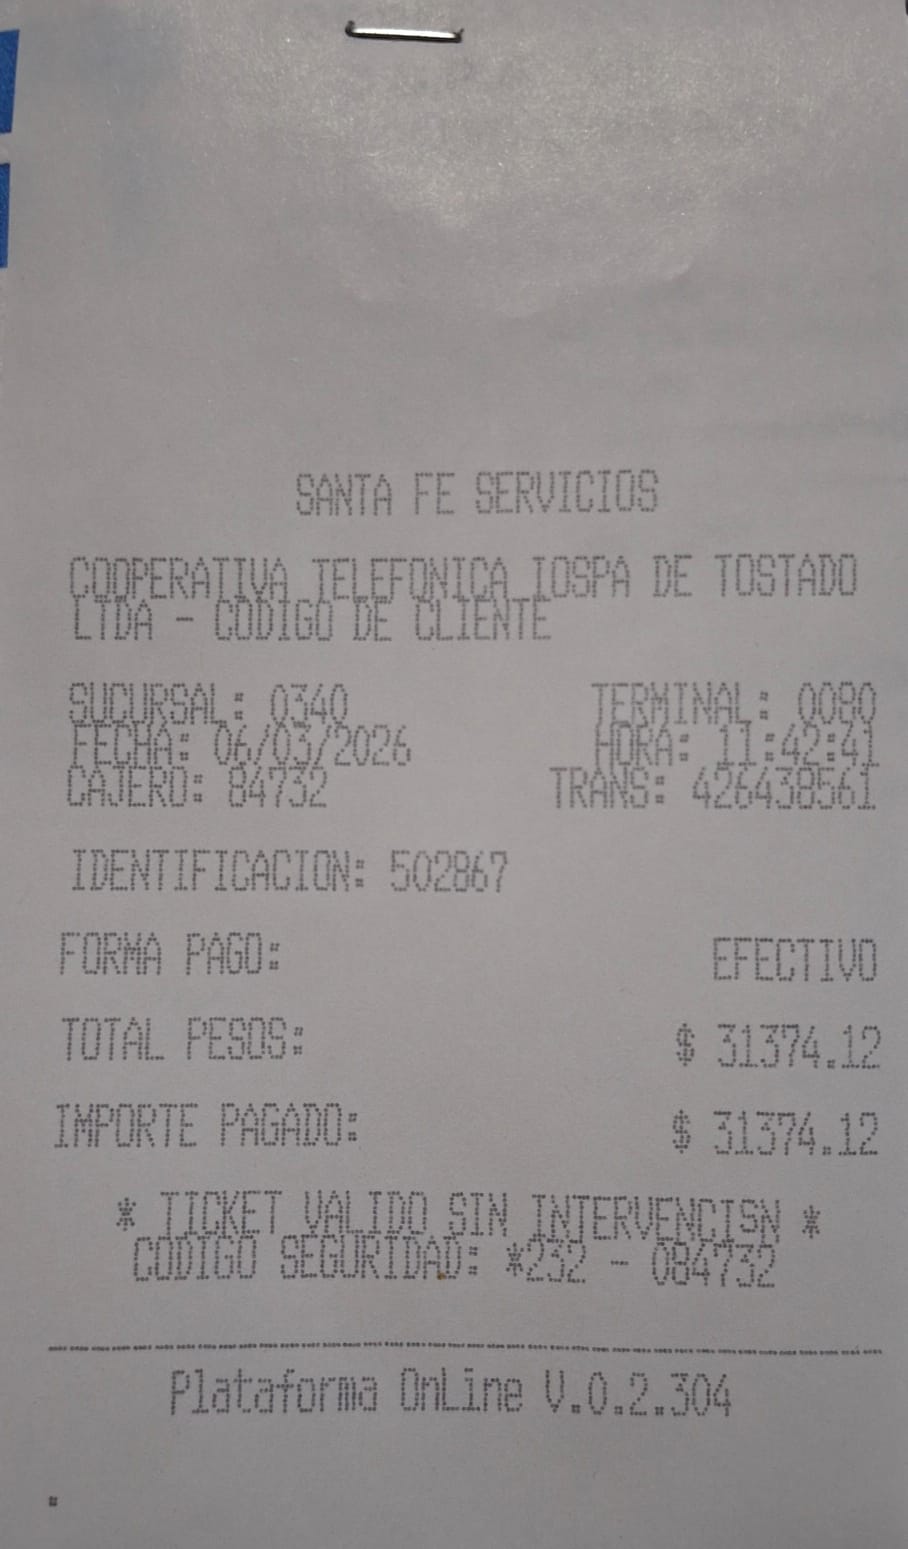 SANTA FE SERVICIOS
COOPERATIVA TELEFONICA IOSPA DE TOSTADO
LTDA - CODIGO DE CLIENTE
SUCURSAL: 0340 TERMINAL: 0080
FECHA: 06/03/2026 HORA: 11:42:41
CAJERO: 84732 TRANS: 426438561
IDENTIFICACION: 502867
FORMA PAGO: EFECTIVO
TOTAL PESOS: $ 31374.12
IMPORTE PAGADO: $ 31374.12
* TICKET VALIDO SIN INTERVENCISN *
CODIGO SEGURIDAD: *232 - 084732
Plataforma OnLine V.0.2.304